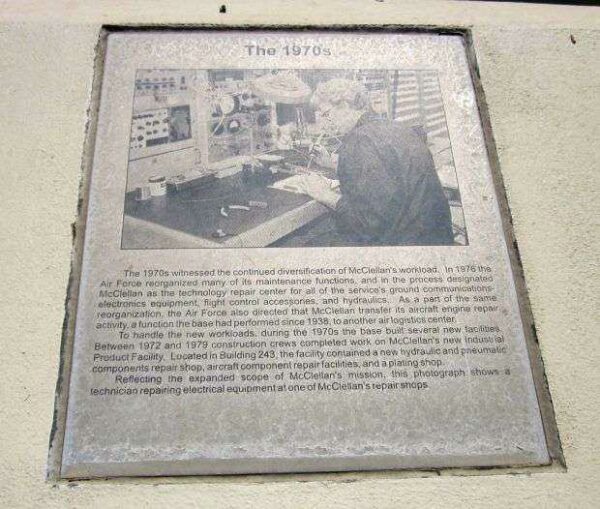 The 1970s
The 1970s witnessed the continued diversification of McClellan's workload. In 1976 the
Air Force reorganized many of its maintenance functions, and in the process designated
McClellan as the technology repair center for all of the service's ground communications-
electronics equipment, flight control accessories, and hydraulics. As a part of the same
reorganization, the Air Force also directed that McClellan transfer its aircraft engine repair
activity, a function the base had performed since 1938, to another air logistics center.
To handle the new workloads, during the 1970s the base built several new facilities.
Between 1972 and 1979 construction crews completed work on McClellan's new Industrial
Product Facility. Located in Building 243, the facility contained a new hydraulic and pneumatic
components repair shop, aircraft component repair facilities, and a plating shop.
Reflecting the expanded scope of McClellan's mission, this photograph shows a
technician repairing electrical equipment at one of McClellan's repair shops.